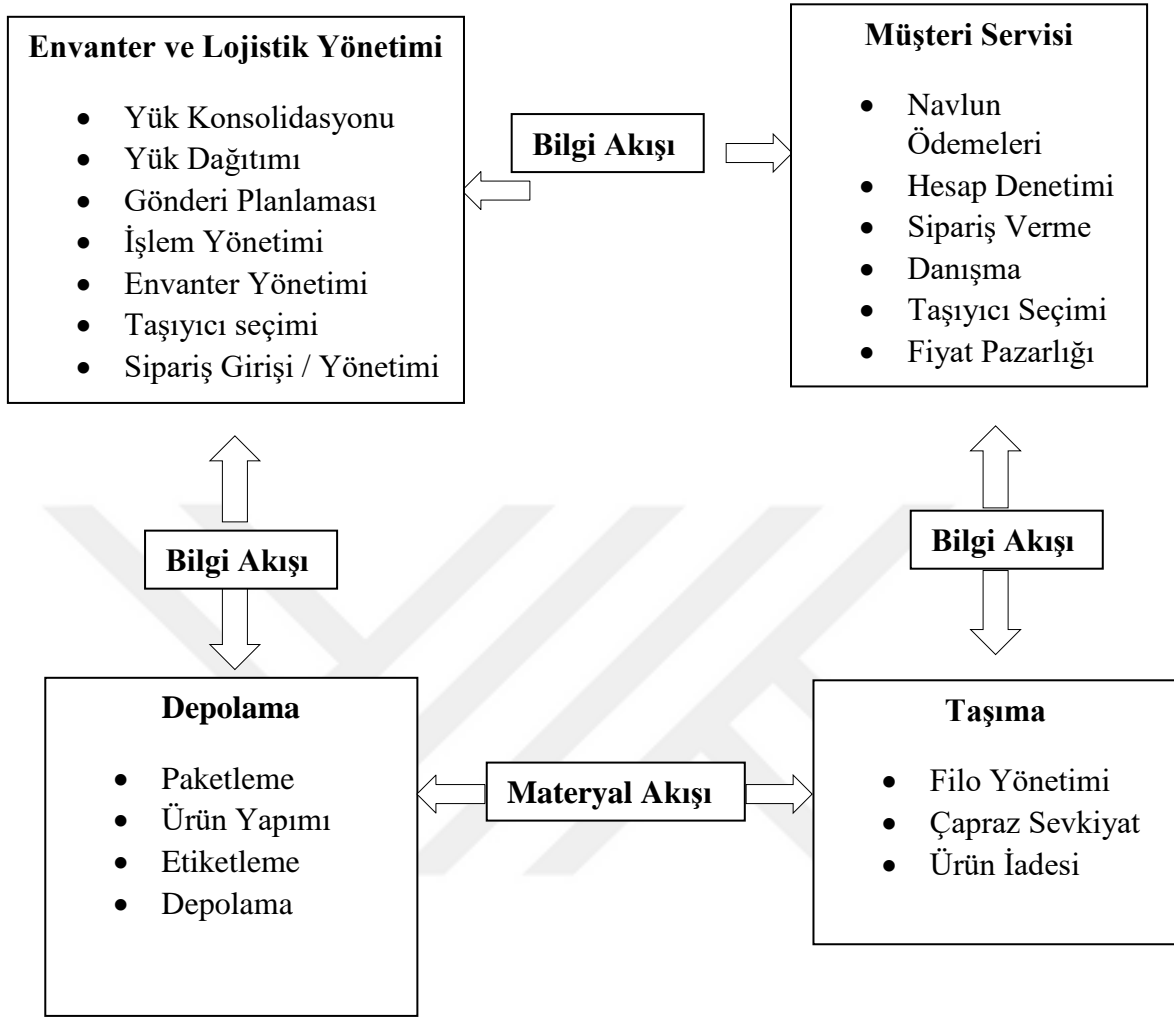 Envanter ve Lojistik Yönetimi
• Yük Konsolidasyonu
• Yük Dağıtımı
• Gönderi Planlaması
• İşlem Yönetimi
• Envanter Yönetimi
• Taşıyıcı seçimi
• Sipariş Girişi / Yönetimi
Bilgi Akışı
Müşteri Servisi
• Navlun
Ödemeleri
• Hesap Denetimi
• Sipariş Verme
• Danışma
• Taşıyıcı Seçimi
• Fiyat Pazarlığı
Bilgi Akışı
Bilgi Akışı
Depolama
• Paketleme
• Ürün Yapımı
• Etiketleme
• Depolama
Materyal Akışı
Taşıma
• Filo Yönetimi
• Çapraz Sevkiyat
• Ürün İadesi